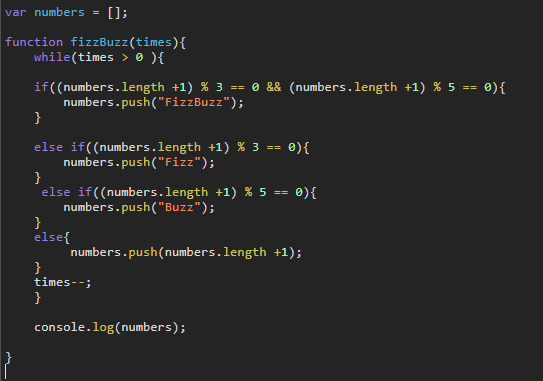 var numbers = [];
function fizzBuzz(times){
while(times > 0 ){
if((numbers.length +1) % 3 == 0 && (numbers.length +1) % 5 == 0){
numbers.push("FizzBuzz");
}
else if((numbers.length +1) % 3 == 0){
numbers.push("Fizz");
}
else if((numbers.length +1) % 5 == 0){
numbers.push("Buzz");
}
else{
numbers.push(numbers.length +1);
}
times--;
}
console.log(numbers);
}